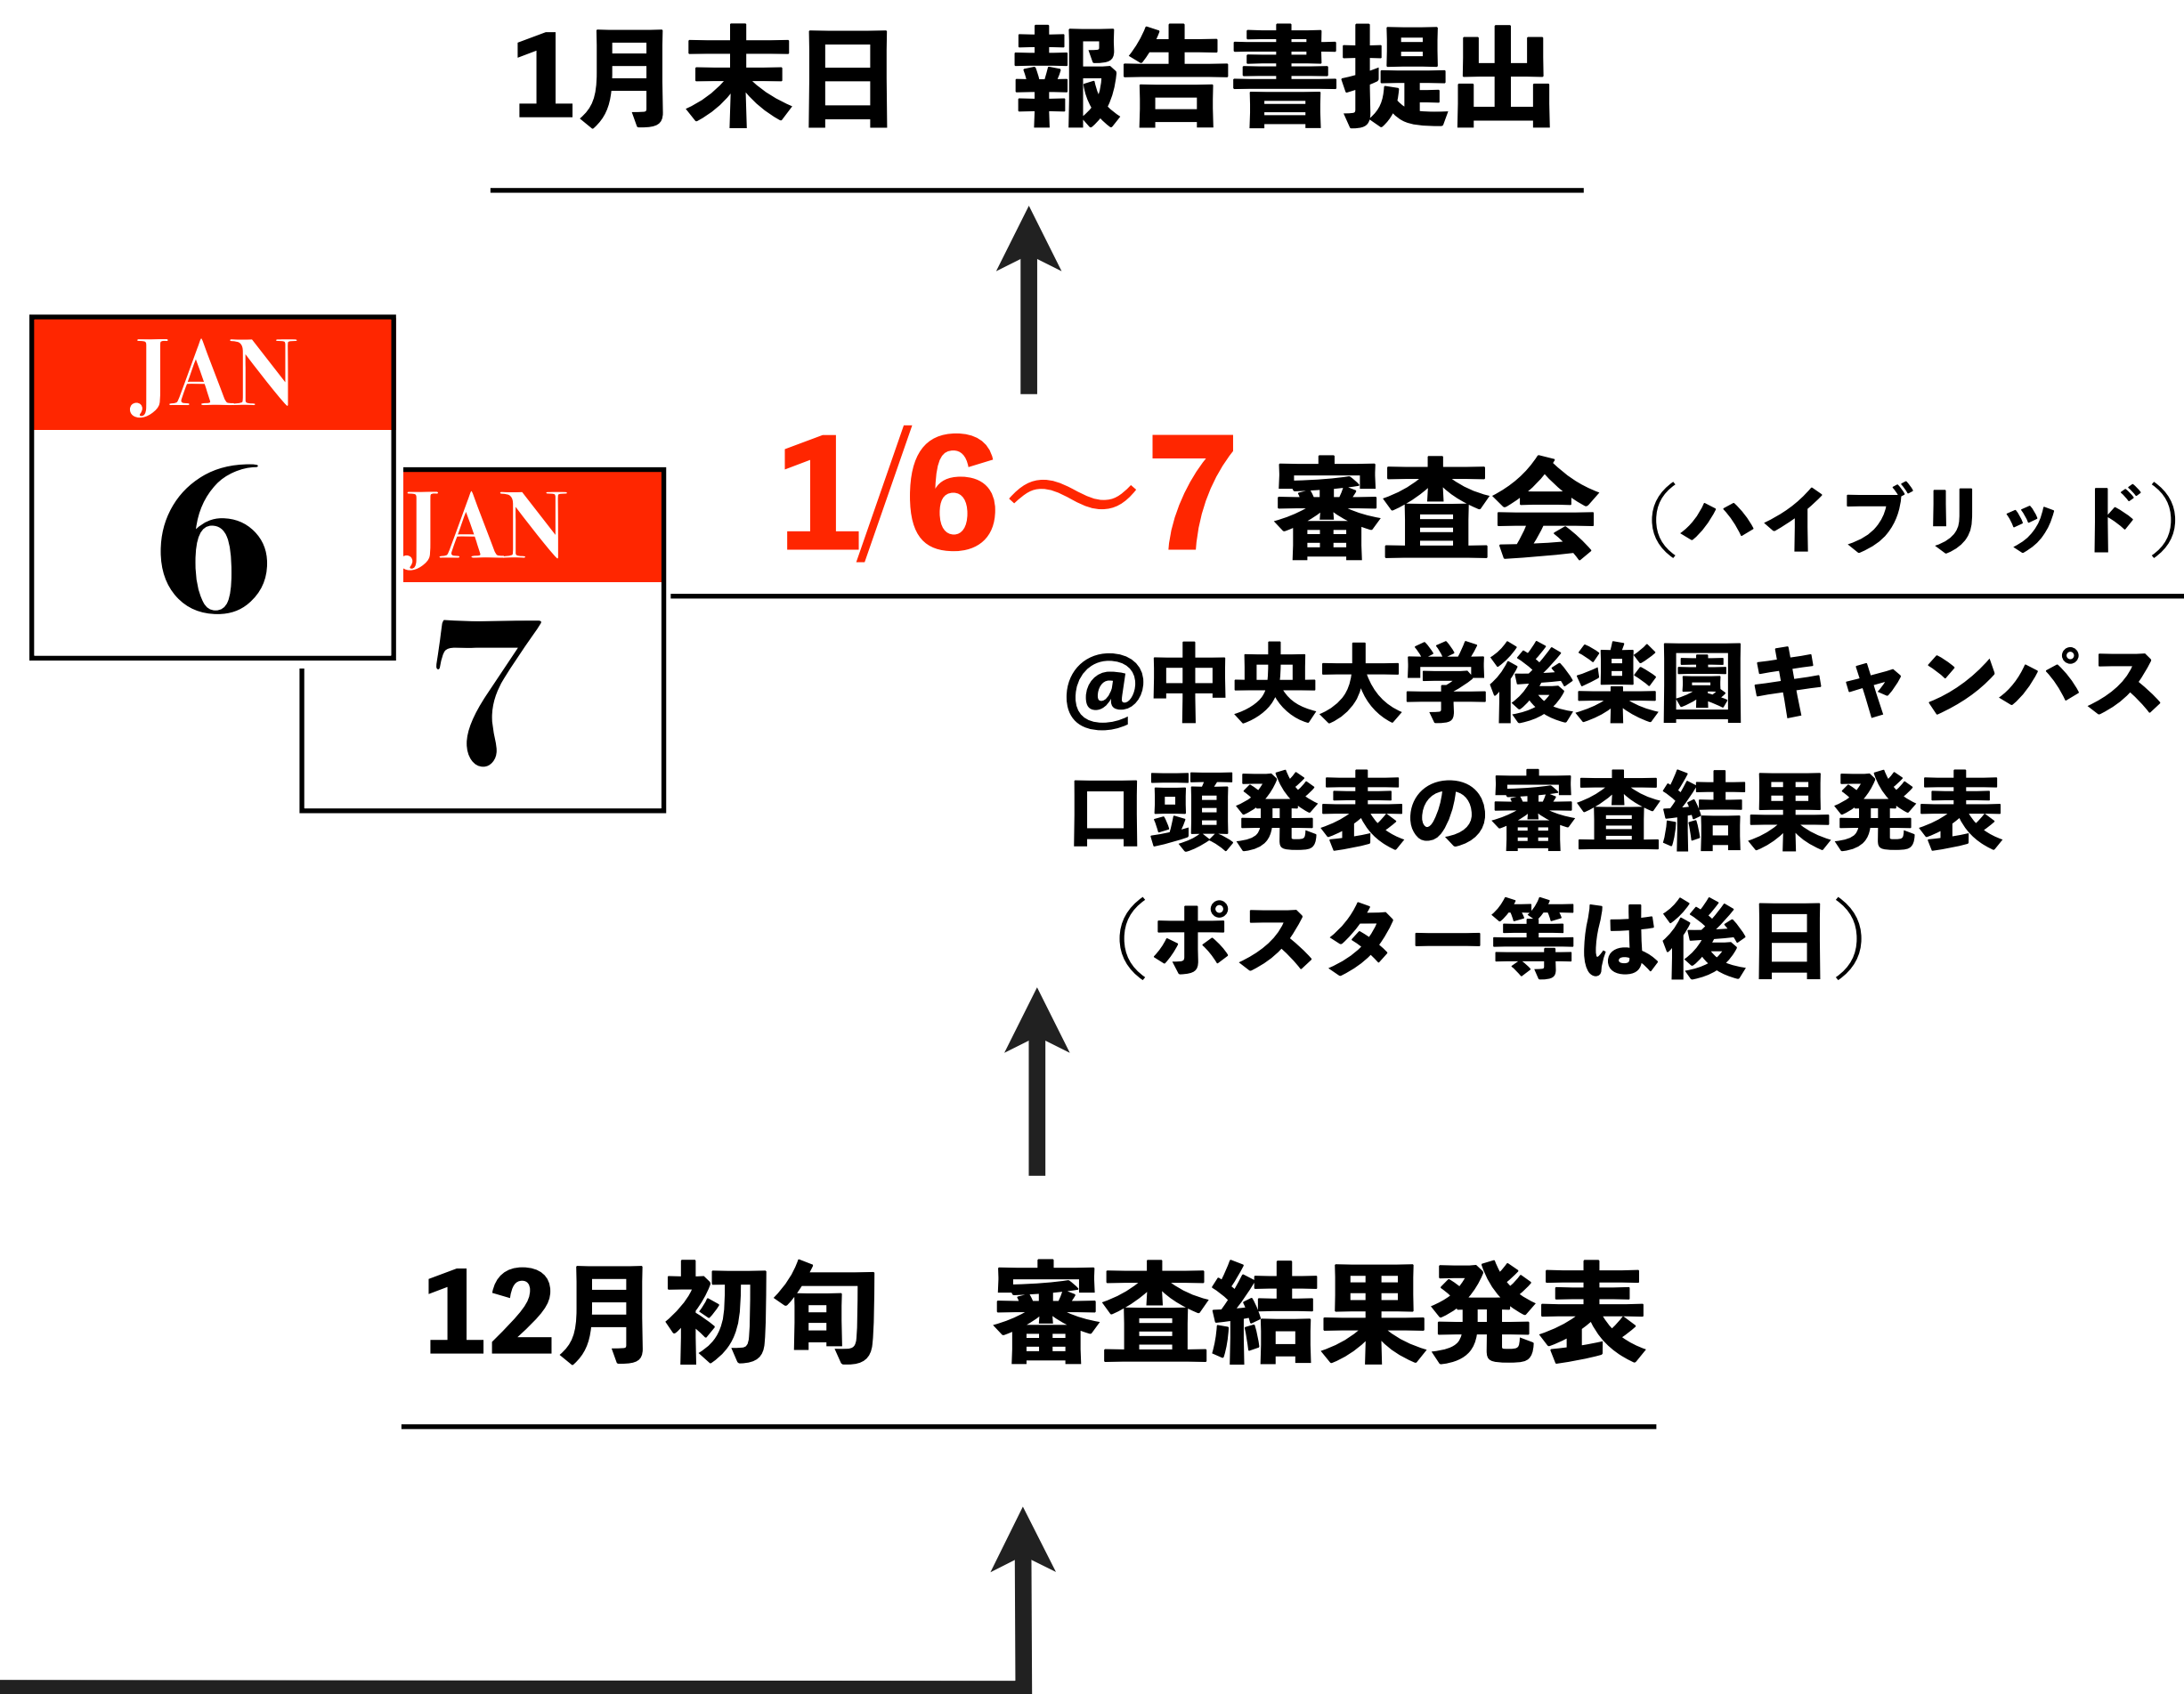 1月末日　報告書提出
JAN
6
JAN
7
1/6〜7 審査会（ハイブリッド）
@中央大学後楽園キャンパス
口頭発表の審査結果発表
（ポスター等は後日）
12月初旬　審査結果発表